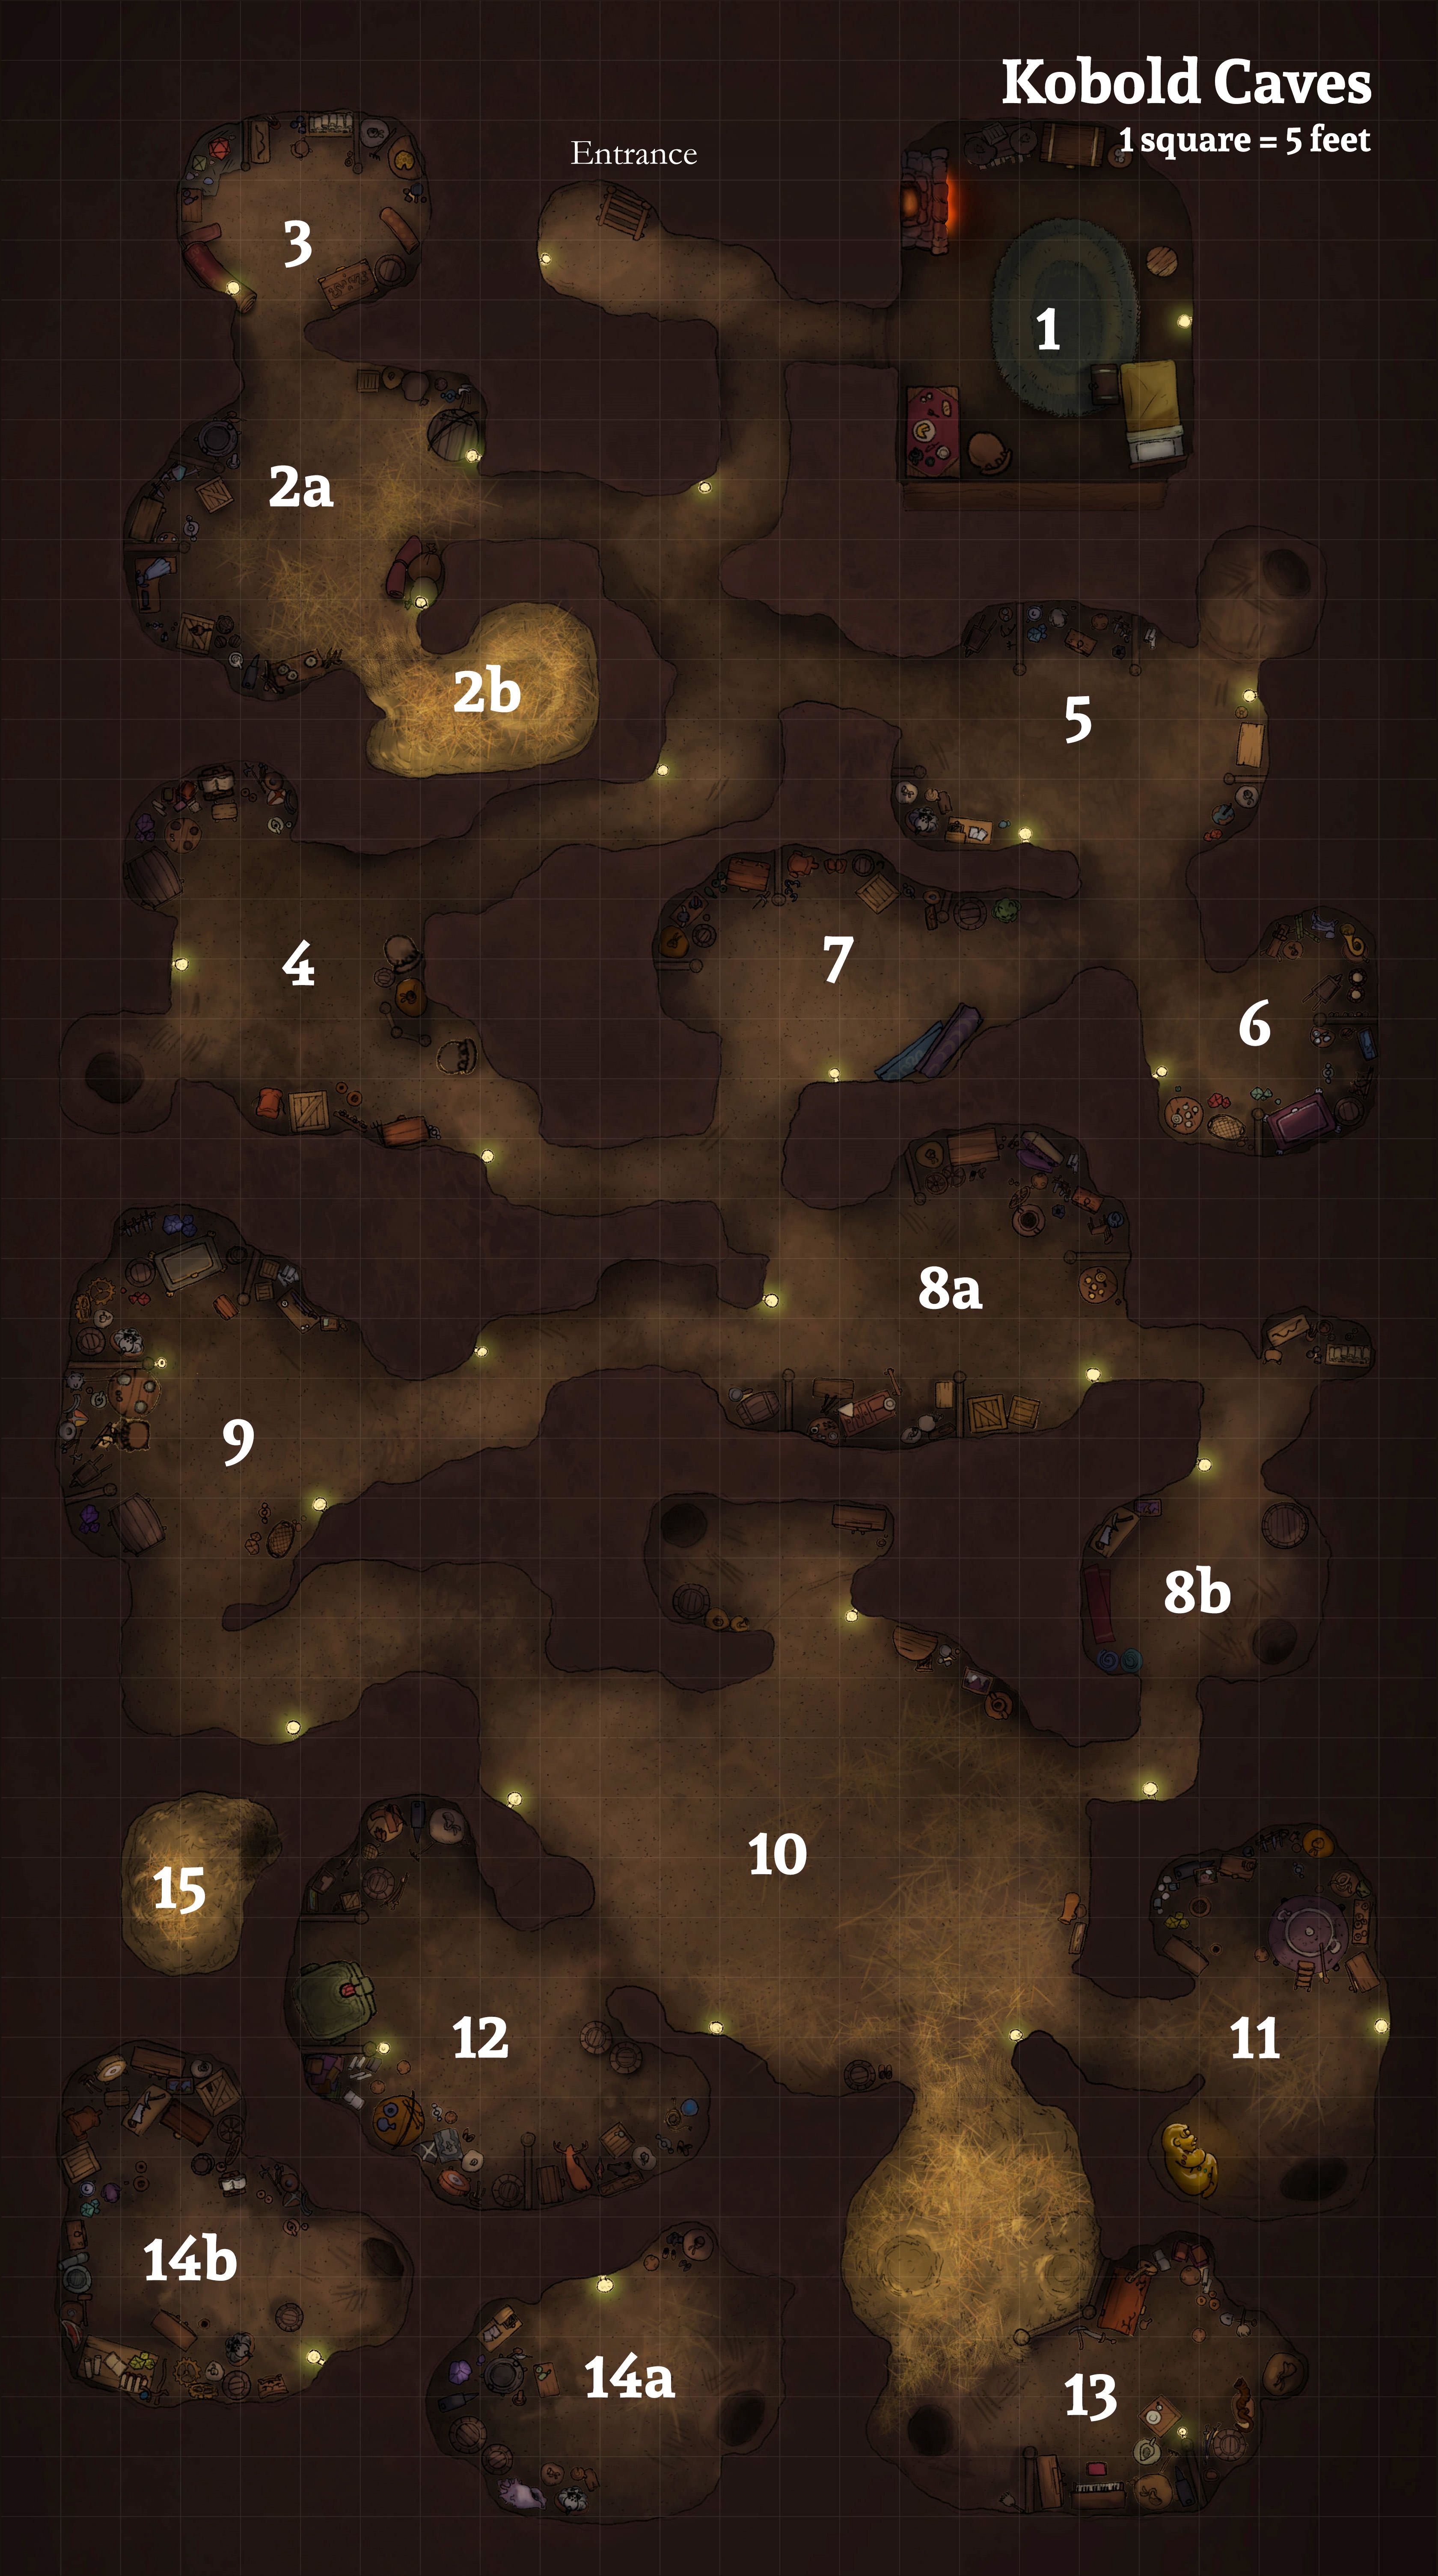 Kobold Caves
1 square = 5 feet
Entrance
3
1
2a
2b
5
4
7
6
8a
9
8b
10
15
12
11
14b
14a
13